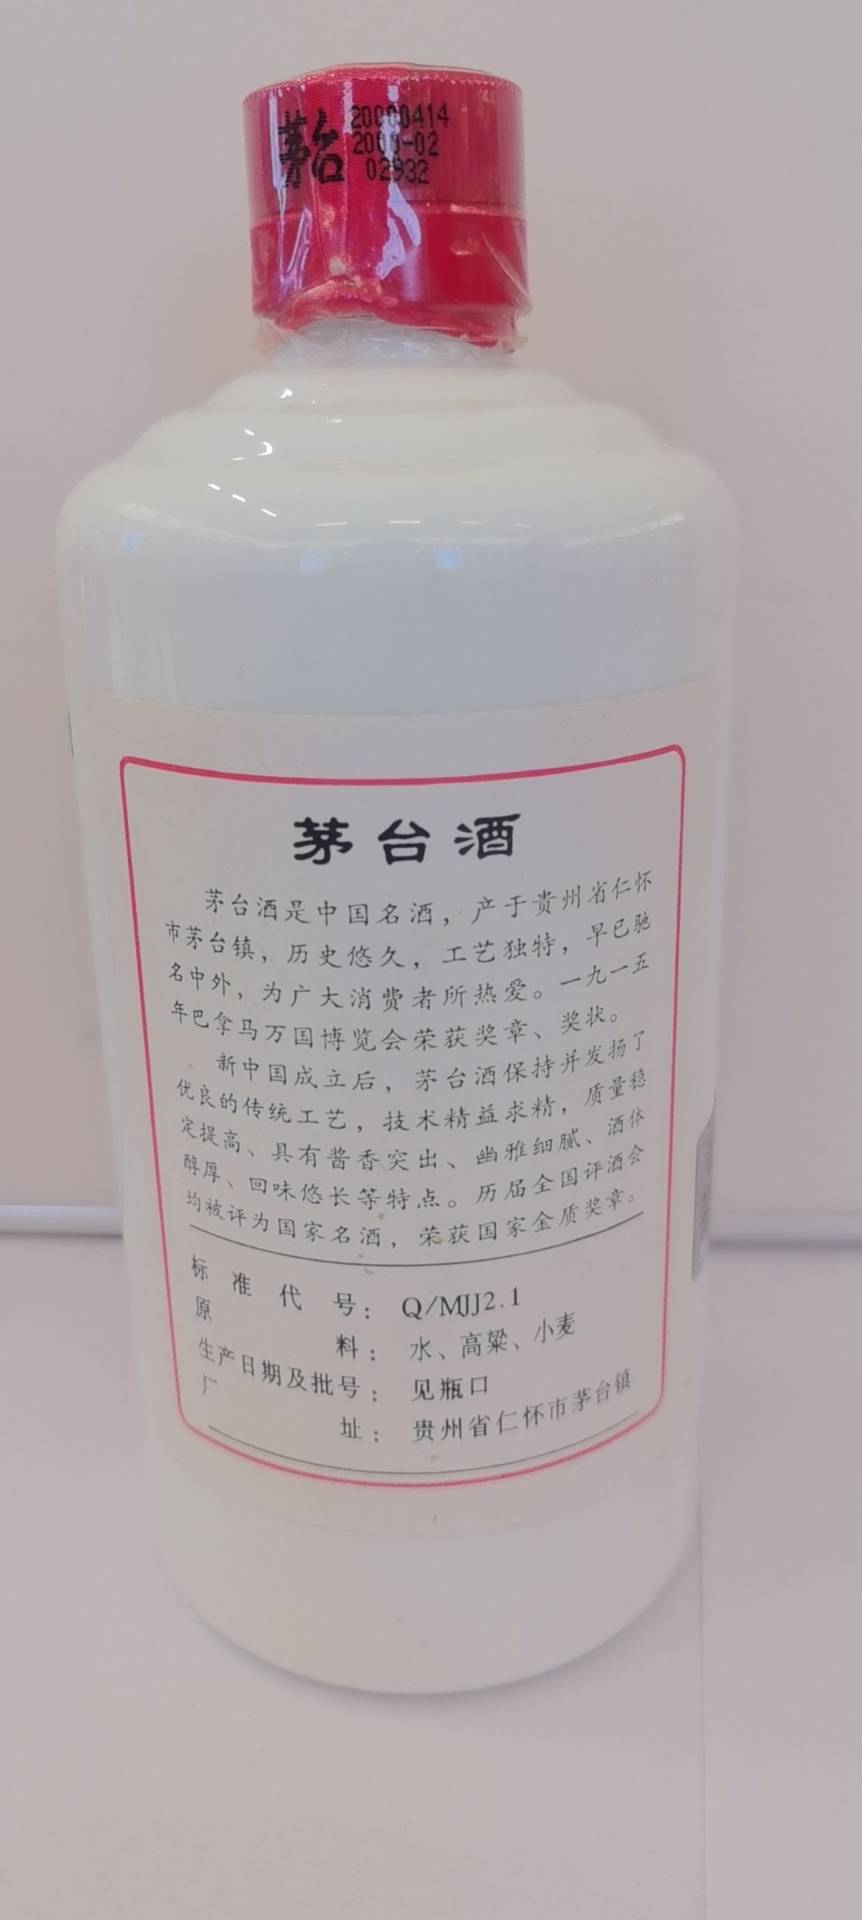 茅台
20000414
2000-02
02932
茅台酒
茅台酒是中国名酒，产于贵州省仁怀
市茅台镇，历史悠久，工艺独特，早已驰
名中外，为广大消费者所热爱。一九一五
年巴拿马万国博览会荣获奖章、奖状。
新中国成立后，茅台酒保持并发扬了
优良的传统工艺，技术精益求精，质量稳
定提高、具有酱香突出、幽雅细腻、酒体
醇厚、回味悠长等特点。历届全国评酒会
均被评为国家名酒，荣获国家金质奖章。
标准代号：Q/MJJ2.1
原料：水、高粱、小麦
生产日期及批号：见瓶口
厂址：贵州省仁怀市茅台镇